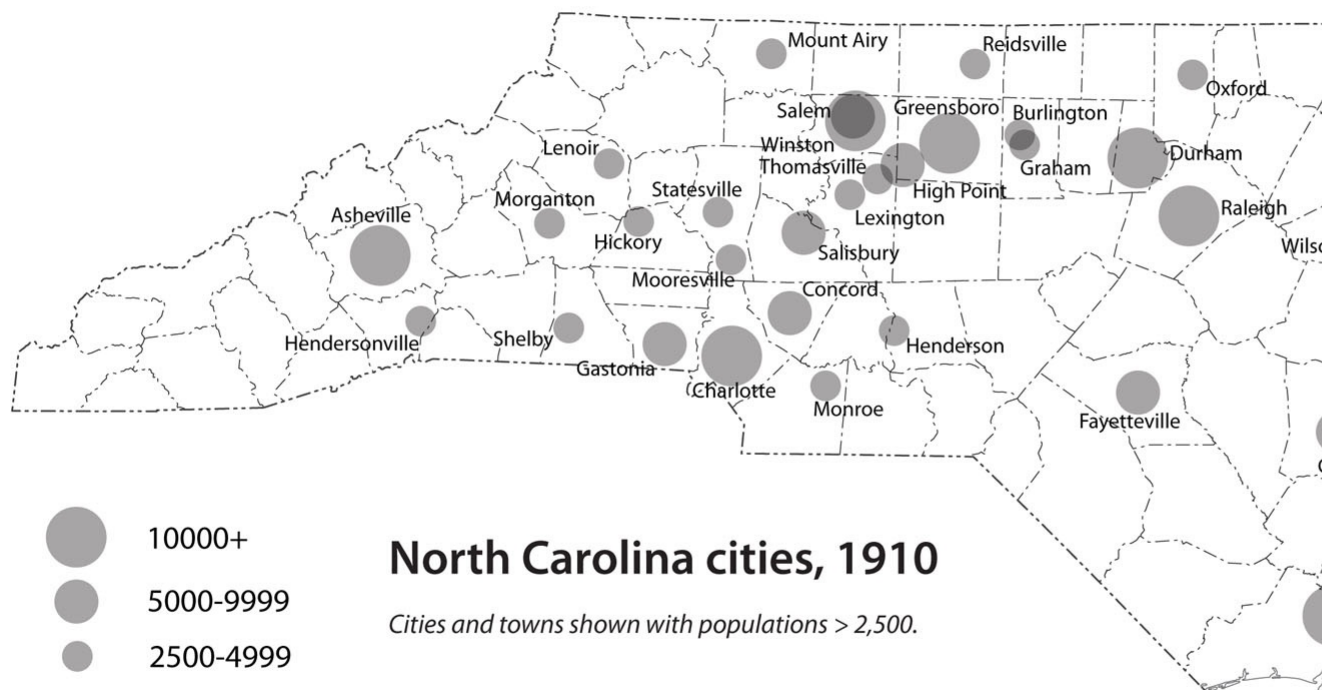 Mount Airy
Reidsville
Oxford
Salem
Greensboro
Burlington
Winston
Durham
Lenoir
Thomasville
Graham
Statesville
High Point
Morganton
Asheville
Lexington
Raleigh
Hickory
Salisbury
Mooresville
Concord
Hendersonville
Shelby
Henderson
Gastonia
Charlotte
Monroe
Fayetteville
10000+
5000-9999
2500-4999
North Carolina cities, 1910
Cities and towns shown with populations > 2,500.